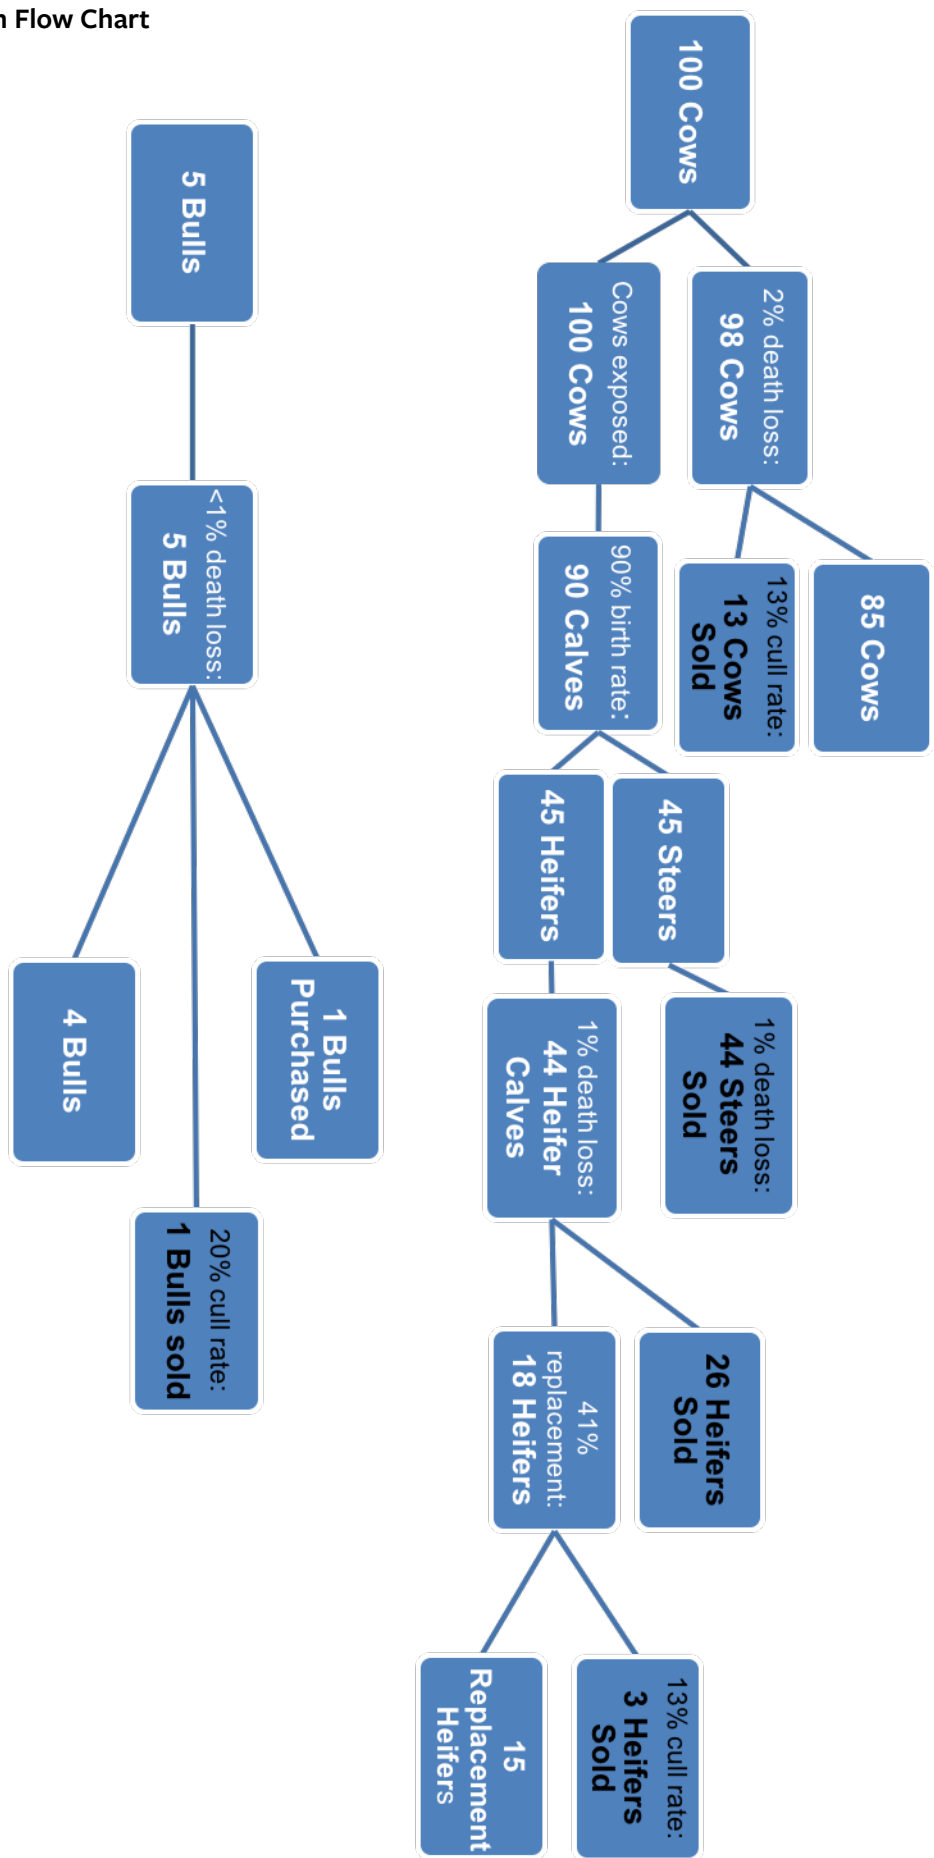 n Flow Chart
100 Cows
2% death loss:
98 Cows
85 Cows
13% cull rate:
13 Cows
Sold
Cows exposed:
100 Cows
90% birth rate:
90 Calves
45 Steers
1% death loss:
44 Steers
Sold
45 Heifers
1% death loss:
44 Heifer
Calves
26 Heifers
Sold
41%
replacement:
18 Heifers
13% cull rate:
3 Heifers
Sold
15
Replacement
Heifers
5 Bulls
<1% death loss:
5 Bulls
1 Bulls
Purchased
20% cull rate:
1 Bulls sold
4 Bulls